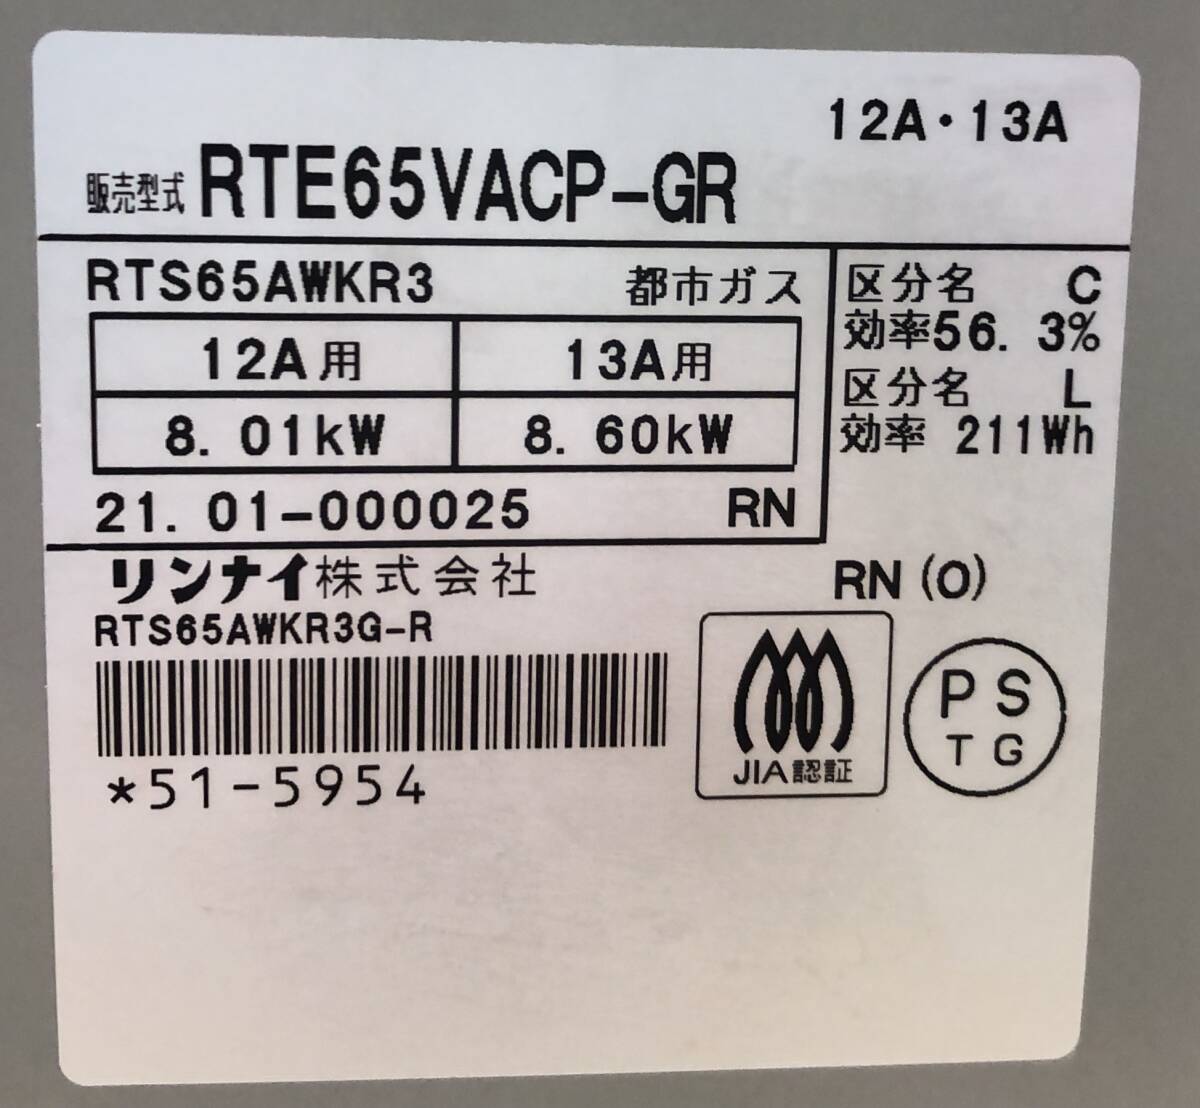 12A・13A
販売型式 RTE65VACP-GR
RTS65AWKR3 都市ガス
12A用 13A用
8. 01kW 8. 60kW
21. 01-000025 RN
区分名 C
効率56. 3%
区分名 L
効率 211Wh
リンナイ株式会社 RN(O)
RTS65AWKR3G-R
*51-5954
JIA認証
PS
TG